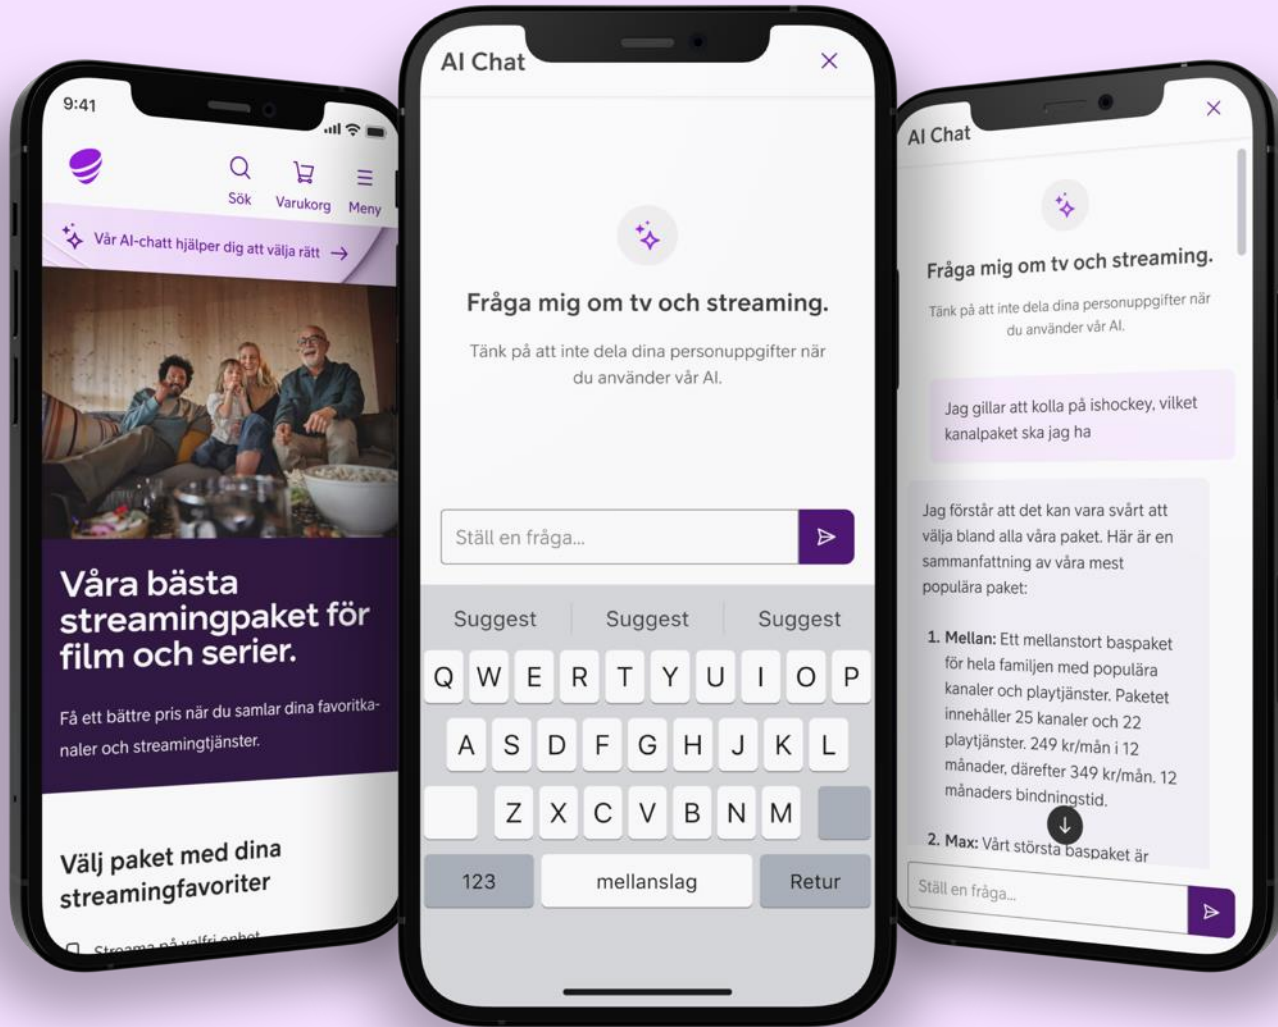 9:41
Sök
Varukorg
Meny
Vår AI-chatt hjälper dig att välja rätt
Våra bästa
streamingpaket för
film och serier.
Få ett bättre pris när du samlar dina favoritka-
naler och streamingtjänster.
Välj paket med dina
streamingfavoriter
Streama på valfri enhet
AI Chat
Fråga mig om tv och streaming.
Tänk på att inte dela dina personuppgifter när
du använder vår AI.
Ställ en fråga...
Suggest Suggest Suggest
Q W E R T Y U I O P
A S D F G H J K L
Z X C V B N M
123 mellanslag Retur
AI Chat
Fråga mig om tv och streaming.
Tänk på att inte dela dina personuppgifter när
du använder vår AI.
Jag gillar att kolla på ishockey, vilket
kanalpaket ska jag ha
Jag förstår att det kan vara svårt att
välja bland alla våra paket. Här är en
sammanfattning av våra mest
populära paket:
1. Mellan: Ett mellanstort baspaket
för hela familjen med populära
kanaler och playtjänster. Paketet
innehåller 25 kanaler och 22
playtjänster. 249 kr/mån i 12
månader, därefter 349 kr/mån. 12
månaders bindningstid.
2. Max: Vårt största baspaket är
Ställ en fråga...